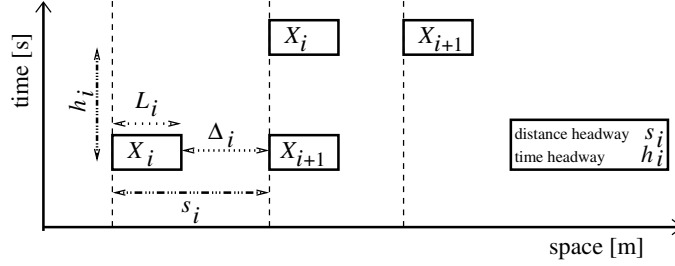 time [s]
X_i
X_{i+1}
h_i
L_i
Δ_i
X_i
X_{i+1}
s_i
distance headway s_i
time headway h_i
space [m]